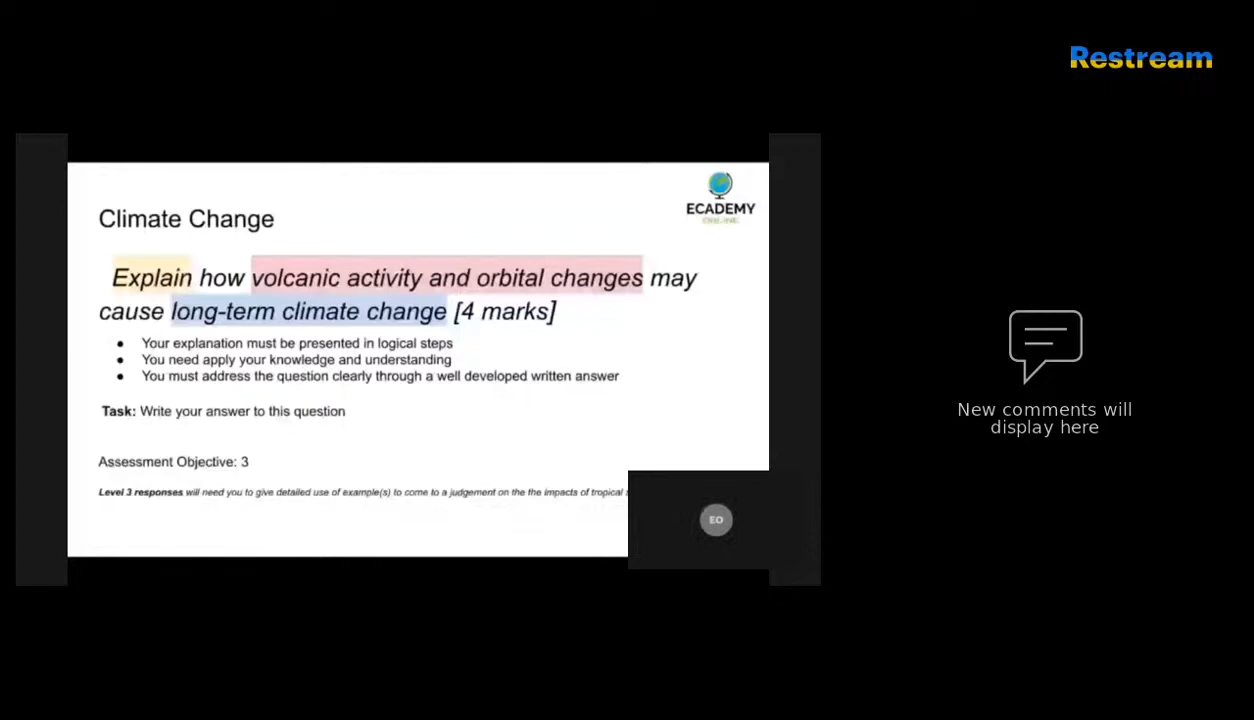 Restream
ECADEMY
Climate Change
Explain how volcanic activity and orbital changes may
cause long-term climate change [4 marks]
● Your explanation must be presented in logical steps
● You need apply your knowledge and understanding
● You must address the question clearly through a well developed written answer
Task: Write your answer to this question
Assessment Objective: 3
Level 3 responses will need you to give detailed use of example(s) to come to a judgement on the the impacts of tropical
EO
New comments will
display here